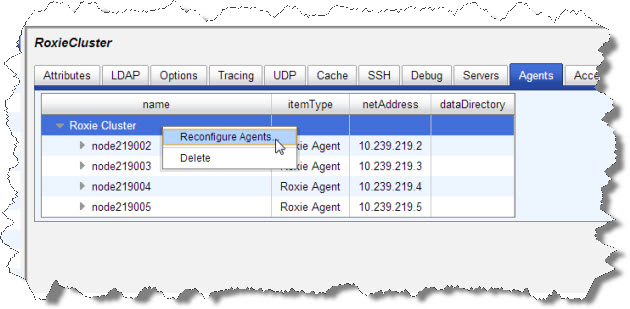 RoxieCluster
Attributes LDAP Options Tracing UDP Cache SSH Debug Servers Agents Acce
name itemType netAddress dataDirectory
Roxie Cluster
Reconfigure Agents...
node219002 Roxie Agent 10.239.219.2
Delete
node219003 Roxie Agent 10.239.219.3
node219004 Roxie Agent 10.239.219.4
node219005 Roxie Agent 10.239.219.5